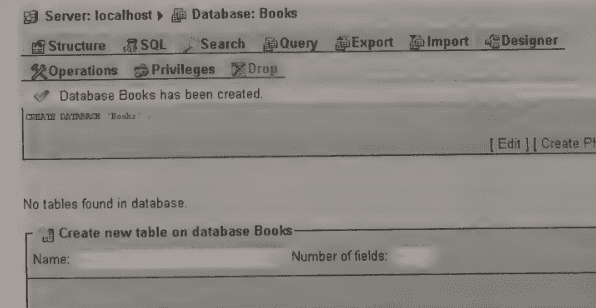 Server: localhost Database: Books
Structure SQL Search Query Export Import Designer
Operations Privileges Drop
Database Books has been created.
CREATE DATABASE `Books` .
[ Edit ] [ Create
No tables found in database.
Create new table on database Books
Name: Number of fields: